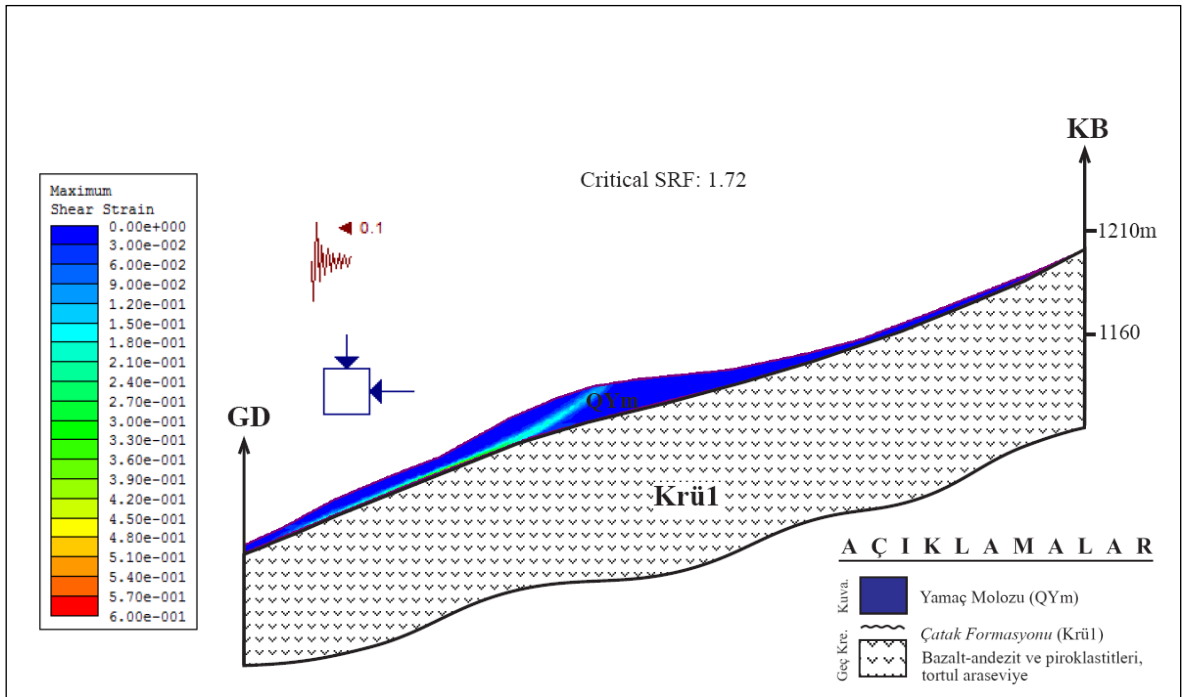 KB
Critical SRF: 1.72
Maximum
Shear Strain
0.00e+000
3.00e-002
6.00e-002
9.00e-002
1.20e-001
1.50e-001
1.80e-001
2.10e-001
2.40e-001
2.70e-001
3.00e-001
3.30e-001
3.60e-001
3.90e-001
4.20e-001
4.50e-001
4.80e-001
5.10e-001
5.40e-001
5.70e-001
6.00e-001
0.1
1210m
1160
GD
QYm
Krü1
A Ç I K L A M A L A R
Kuva.
Yamaç Molozu (QYm)
Geç Kre.
Çatak Formasyonu (Krü1)
Bazalt-andezit ve piroklastitleri,
tortul araseviye